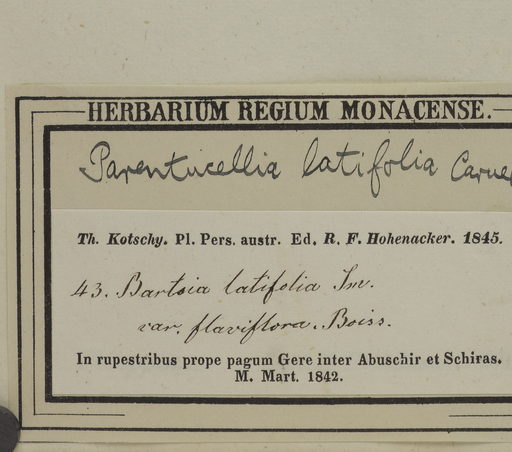 HERBARIUM REGIUM MONACENSE.
Parentucellia latifolia Carue
Th. Kotschy. Pl. Pers. austr. Ed. R. F. Hohenacker. 1845.
43. Bartsia latifolia Sm.
var. flaviflora. Boiss.
In rupestribus prope pagum Gere inter Abuschir et Schiras.
M. Mart. 1842.